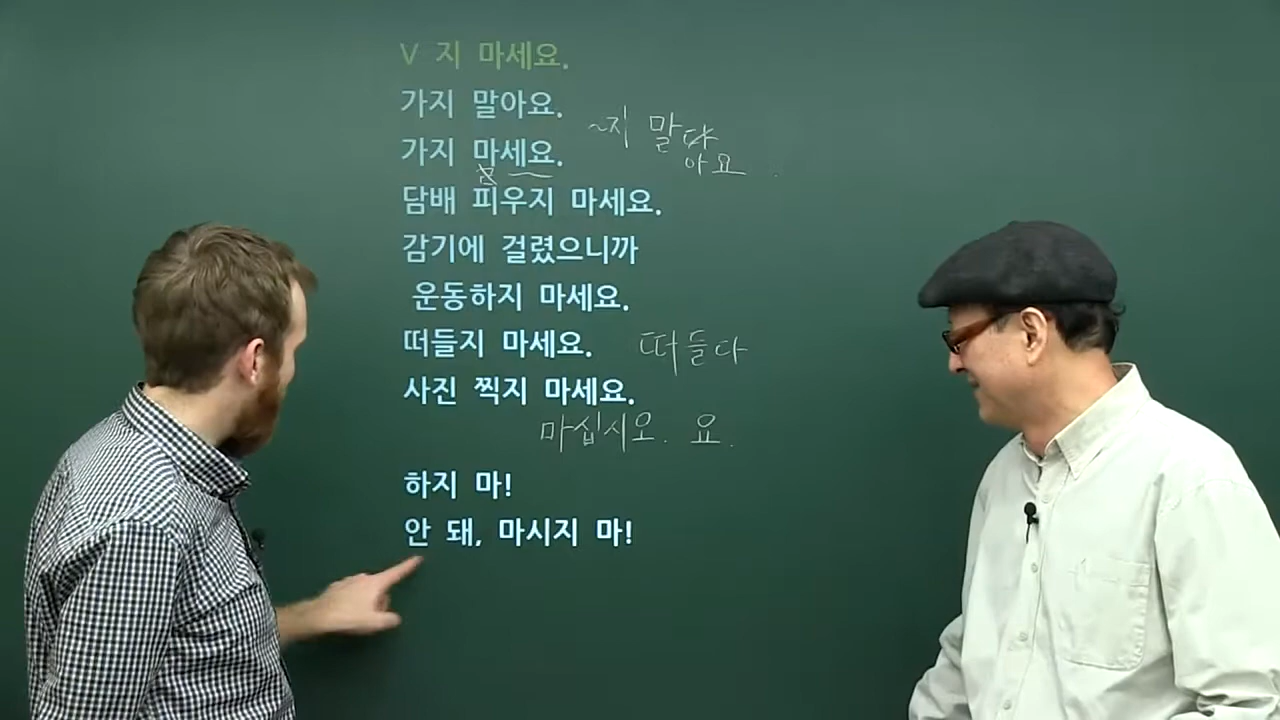 V 지 마세요.
가지 말아요.
~지 말다
아요
가지 마세요.
담배 피우지 마세요.
감기에 걸렸으니까
운동하지 마세요.
떠들지 마세요. 떠들다
사진 찍지 마세요.
마십시오. 요.
하지 마!
안 돼, 마시지 마!